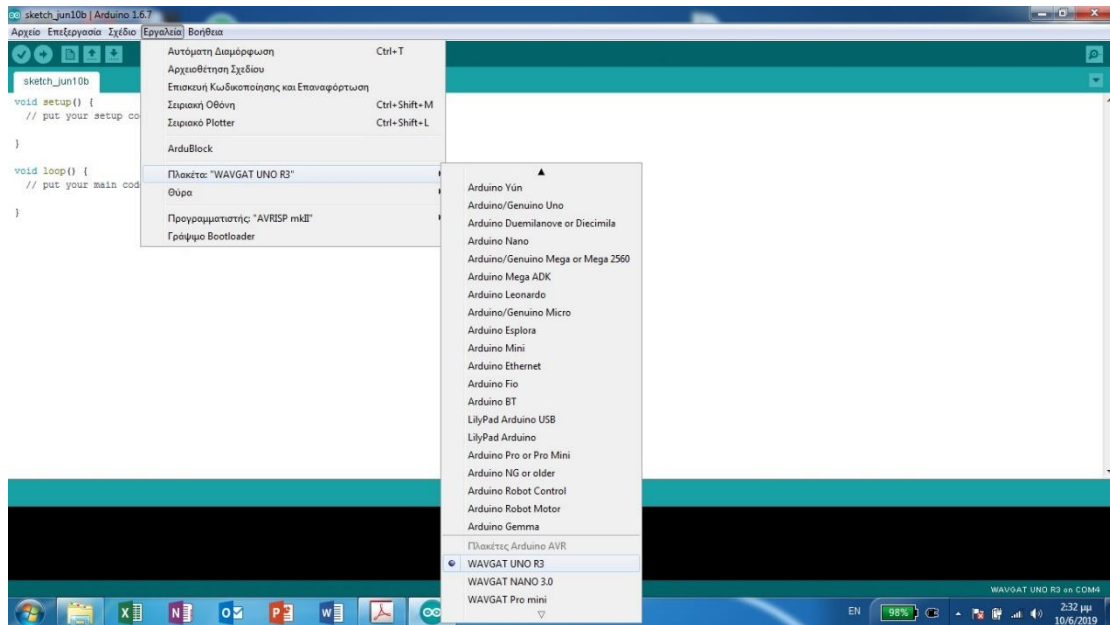 sketch_jun10b | Arduino 1.6.7
Αρχείο Επεξεργασία Σχέδιο Εργαλεία Βοήθεια
sketch_jun10b
void setup() {
// put your setup co
}
void loop() {
// put your main cod
}
Αυτόματη Διαμόρφωση Ctrl+T
Αρχειοθέτηση Σχεδίου
Επισκευή Κωδικοποίησης και Επαναφόρτωση
Σειριακή Οθόνη Ctrl+Shift+M
Σειριακό Plotter Ctrl+Shift+L
ArduBlock
Πλακέτα: "WAVGAT UNO R3"
Θύρα
Προγραμματιστής: "AVRISP mkII"
Γράψιμο Bootloader
Arduino Yún
Arduino/Genuino Uno
Arduino Duemilanove or Diecimila
Arduino Nano
Arduino/Genuino Mega or Mega 2560
Arduino Mega ADK
Arduino Leonardo
Arduino/Genuino Micro
Arduino Esplora
Arduino Mini
Arduino Ethernet
Arduino Fio
Arduino BT
LilyPad Arduino USB
LilyPad Arduino
Arduino Pro or Pro Mini
Arduino NG or older
Arduino Robot Control
Arduino Robot Motor
Arduino Gemma
Πλακέτες Arduino AVR
WAVGAT UNO R3
WAVGAT NANO 3.0
WAVGAT Pro mini
WAVGAT UNO R3 on COM4
EN 98% 2:32 μμ
10/6/2019